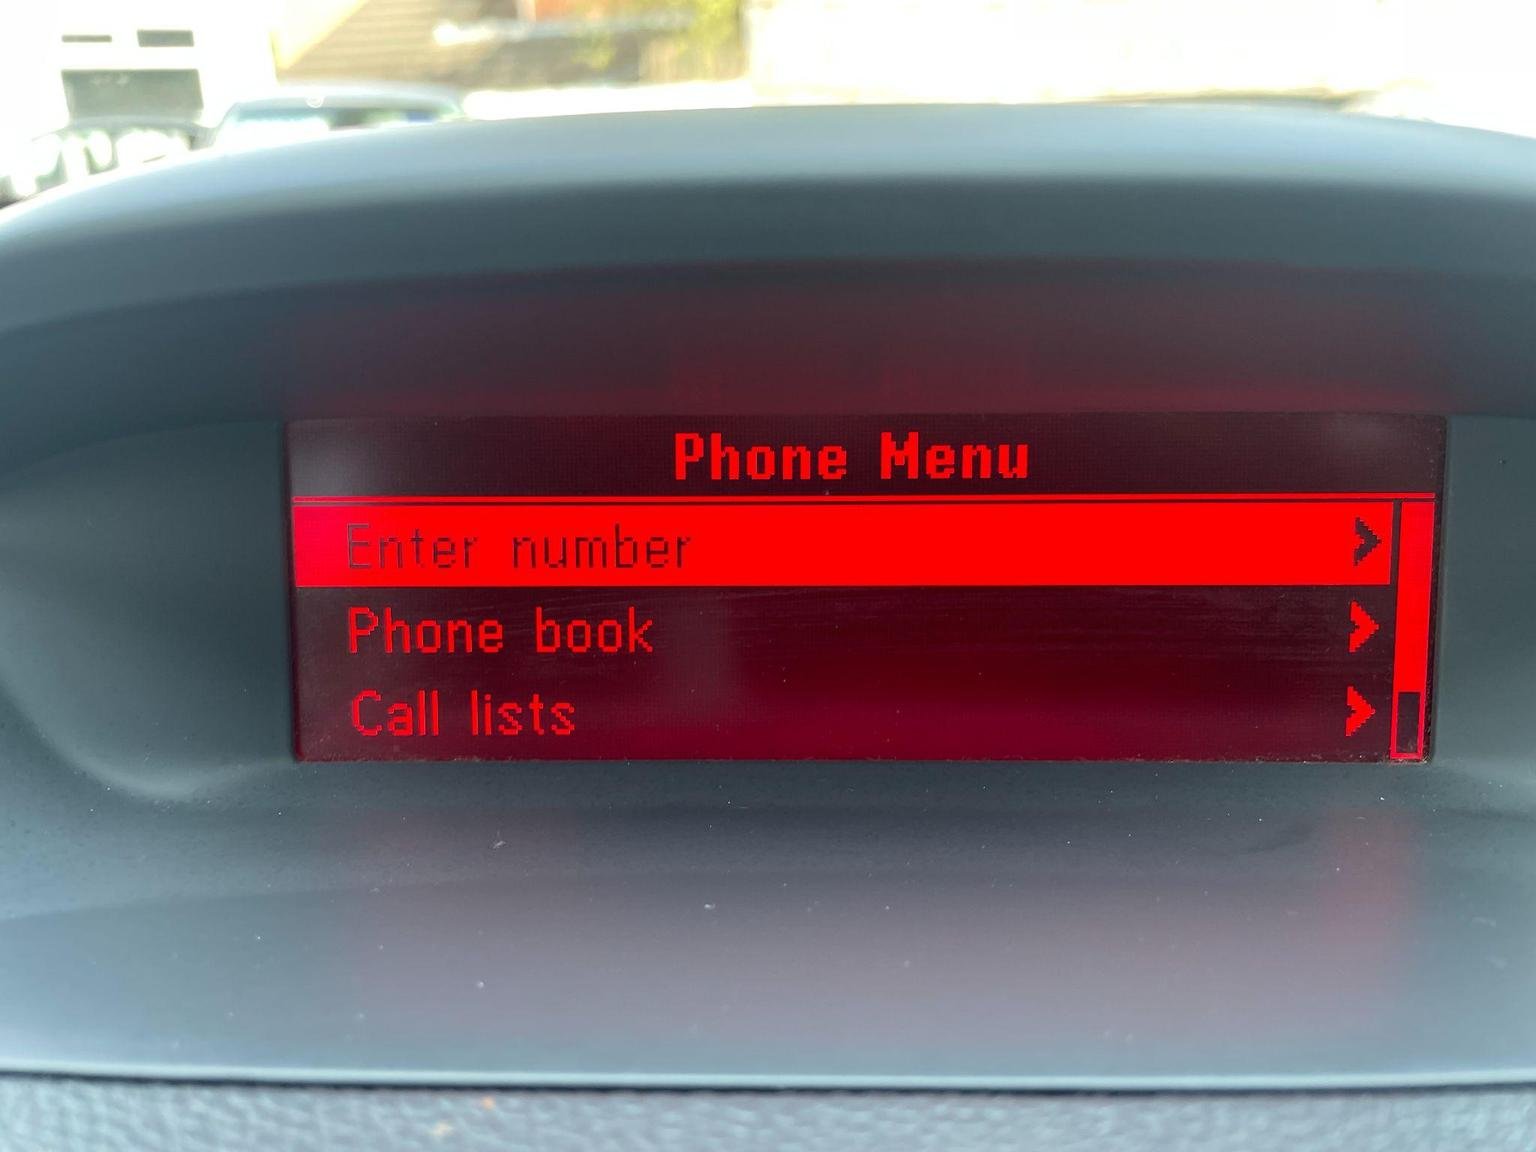 Phone Menu
Enter number
Phone book
Call lists